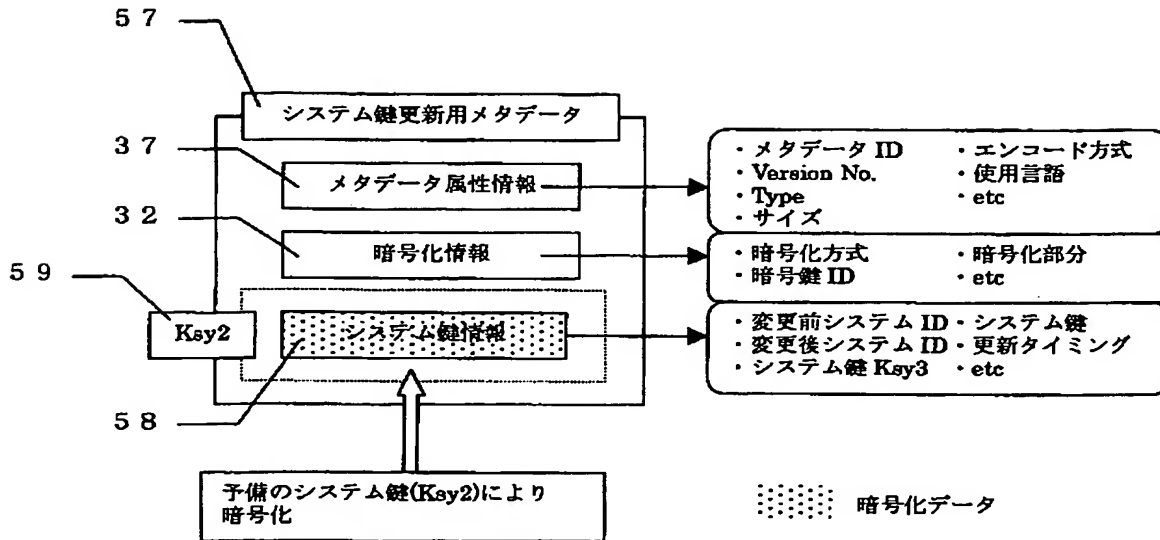 ５７
システム鍵更新用メタデータ
３７
メタデータ属性情報
・メタデータ ID ・エンコード方式
・Version No. ・使用言語
・Type ・etc
・サイズ
３２
暗号化情報
・暗号化方式 ・暗号化部分
・暗号鍵 ID ・etc
５９
Ksy2
システム鍵情報
・変更前システム ID ・システム鍵
・変更後システム ID ・更新タイミング
・システム鍵 Ksy3 ・etc
５８
予備のシステム鍵(Ksy2)により
暗号化
暗号化データ